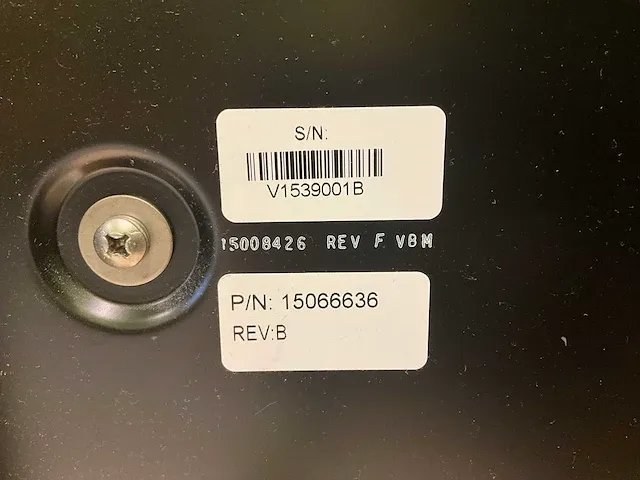 S/N:
V1539001B
15008426 REV F VBM
P/N: 15066636
REV:B